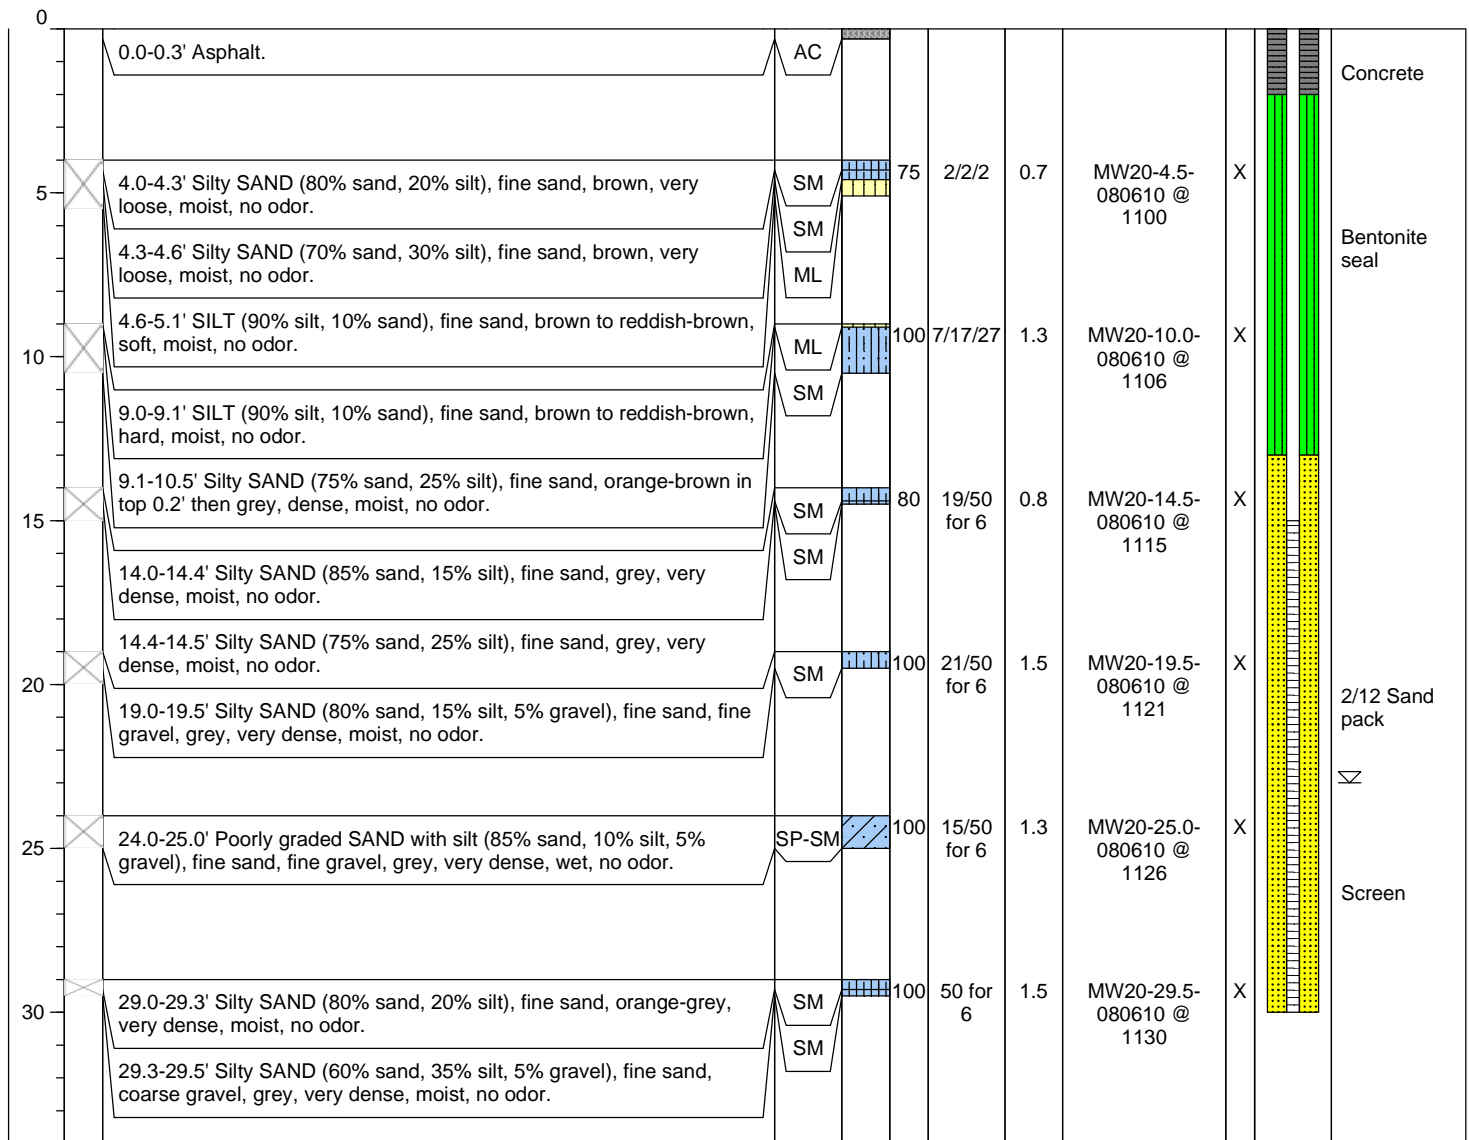 0
0.0-0.3' Asphalt.
AC
Concrete
5
4.0-4.3' Silty SAND (80% sand, 20% silt), fine sand, brown, very
loose, moist, no odor.
SM
75
2/2/2
0.7
MW20-4.5-
080610 @
1100
X
4.3-4.6' Silty SAND (70% sand, 30% silt), fine sand, brown, very
loose, moist, no odor.
SM
Bentonite
seal
4.6-5.1' SILT (90% silt, 10% sand), fine sand, brown to reddish-brown,
soft, moist, no odor.
ML
10
9.0-9.1' SILT (90% silt, 10% sand), fine sand, brown to reddish-brown,
hard, moist, no odor.
ML
100
7/17/27
1.3
MW20-10.0-
080610 @
1106
X
9.1-10.5' Silty SAND (75% sand, 25% silt), fine sand, orange-brown in
top 0.2' then grey, dense, moist, no odor.
SM
15
14.0-14.4' Silty SAND (85% sand, 15% silt), fine sand, grey, very
dense, moist, no odor.
SM
80
19/50
for 6
0.8
MW20-14.5-
080610 @
1115
X
14.4-14.5' Silty SAND (75% sand, 25% silt), fine sand, grey, very
dense, moist, no odor.
SM
20
19.0-19.5' Silty SAND (80% sand, 15% silt, 5% gravel), fine sand, fine
gravel, grey, very dense, moist, no odor.
SM
100
21/50
for 6
1.5
MW20-19.5-
080610 @
1121
X
2/12 Sand
pack
25
24.0-25.0' Poorly graded SAND with silt (85% sand, 10% silt, 5%
gravel), fine sand, fine gravel, grey, very dense, wet, no odor.
SP-SM
100
15/50
for 6
1.3
MW20-25.0-
080610 @
1126
X
Screen
30
29.0-29.3' Silty SAND (80% sand, 20% silt), fine sand, orange-grey,
very dense, moist, no odor.
SM
100
50 for
6
1.5
MW20-29.5-
080610 @
1130
X
29.3-29.5' Silty SAND (60% sand, 35% silt, 5% gravel), fine sand,
coarse gravel, grey, very dense, moist, no odor.
SM